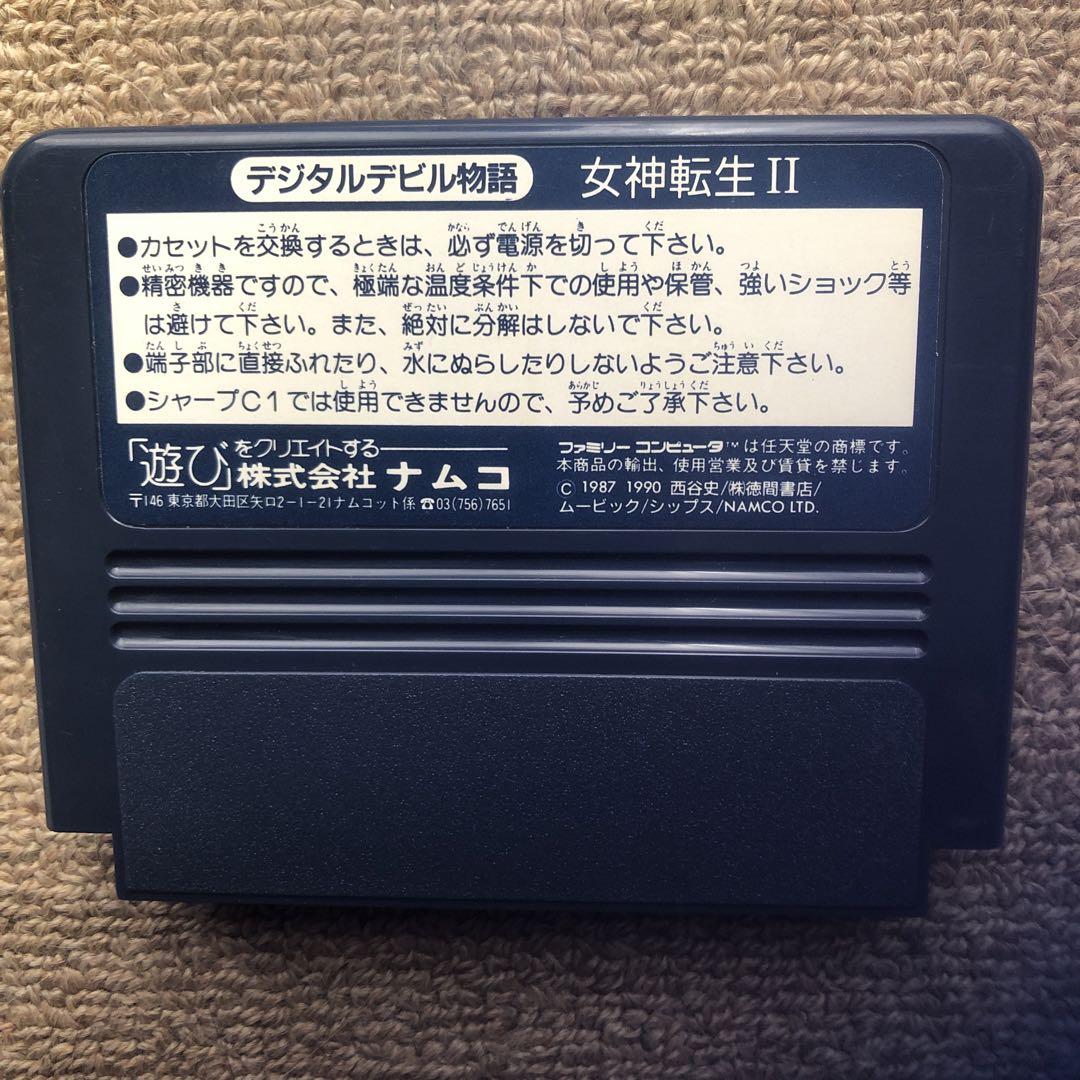 デジタルデビル物語 女神転生II
●カセットを交換するときは、必ず電源を切って下さい。
●精密機器ですので、極端な温度条件下での使用や保管、強いショック等
は避けて下さい。また、絶対に分解はしないで下さい。
●端子部に直接ふれたり、水にぬらしたりしないようご注意下さい。
●シャープC1では使用できませんので、予めご了承下さい。
「遊び」をクリエイトする
株式会社 ナムコ
〒146 東京都大田区矢口2-1-21ナムコット係 ☎03(756)7651
ファミリーコンピュータ™は任天堂の商標です。
本商品の輸出、使用営業及び賃貸を禁じます。
© 1987 1990 西谷史/㈱徳間書店/
ムービック/シップス/NAMCO LTD.